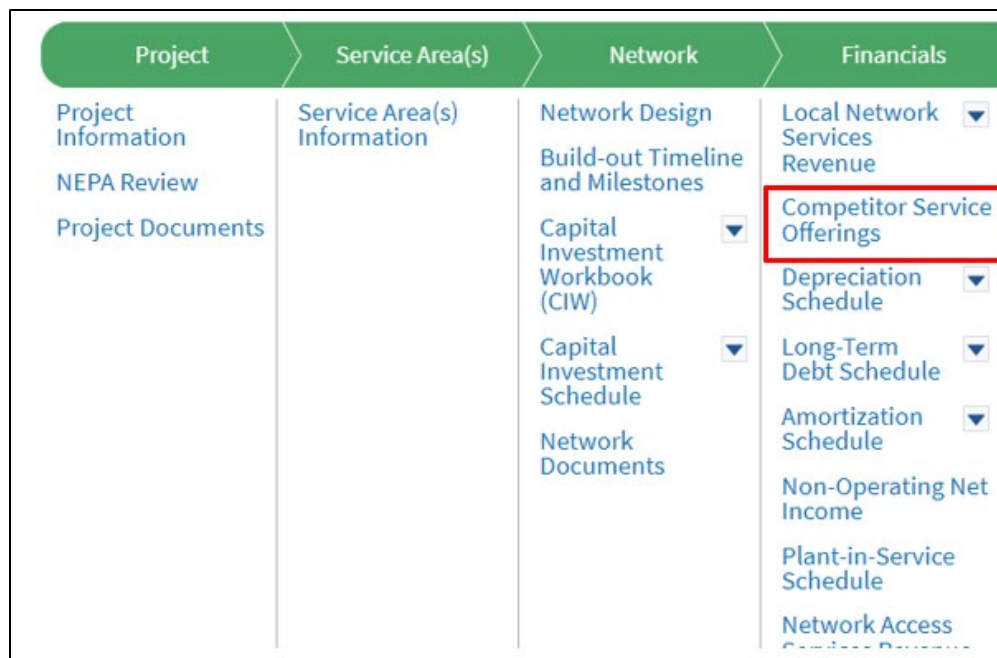 Project
Service Area(s)
Network
Financials
Project
Information
NEPA Review
Project Documents
Service Area(s)
Information
Network Design
Build-out Timeline
and Milestones
Capital
Investment
Workbook
(CIW)
Capital
Investment
Schedule
Network
Documents
Local Network
Services
Revenue
Competitor Service
Offerings
Depreciation
Schedule
Long-Term
Debt Schedule
Amortization
Schedule
Non-Operating Net
Income
Plant-in-Service
Schedule
Network Access